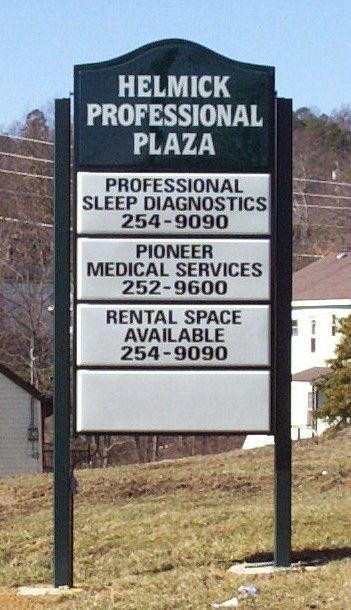 HELMICK
PROFESSIONAL
PLAZA
PROFESSIONAL
SLEEP DIAGNOSTICS
254-9090
PIONEER
MEDICAL SERVICES
252-9600
RENTAL SPACE
AVAILABLE
254-9090